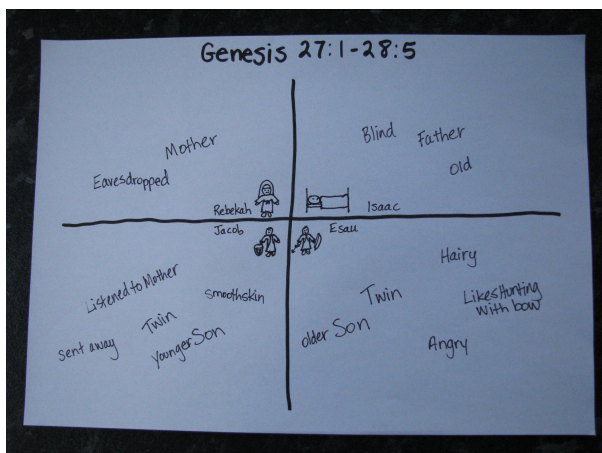 Genesis 27:1-28:5
Mother
Eavesdropped
Rebekah
Blind
Father
old
Isaac
Jacob
Listened to Mother
smoothskin
Twin
sent away
younger Son
Esau
Hairy
Twin
Likes Hunting
with bow
older Son
Angry